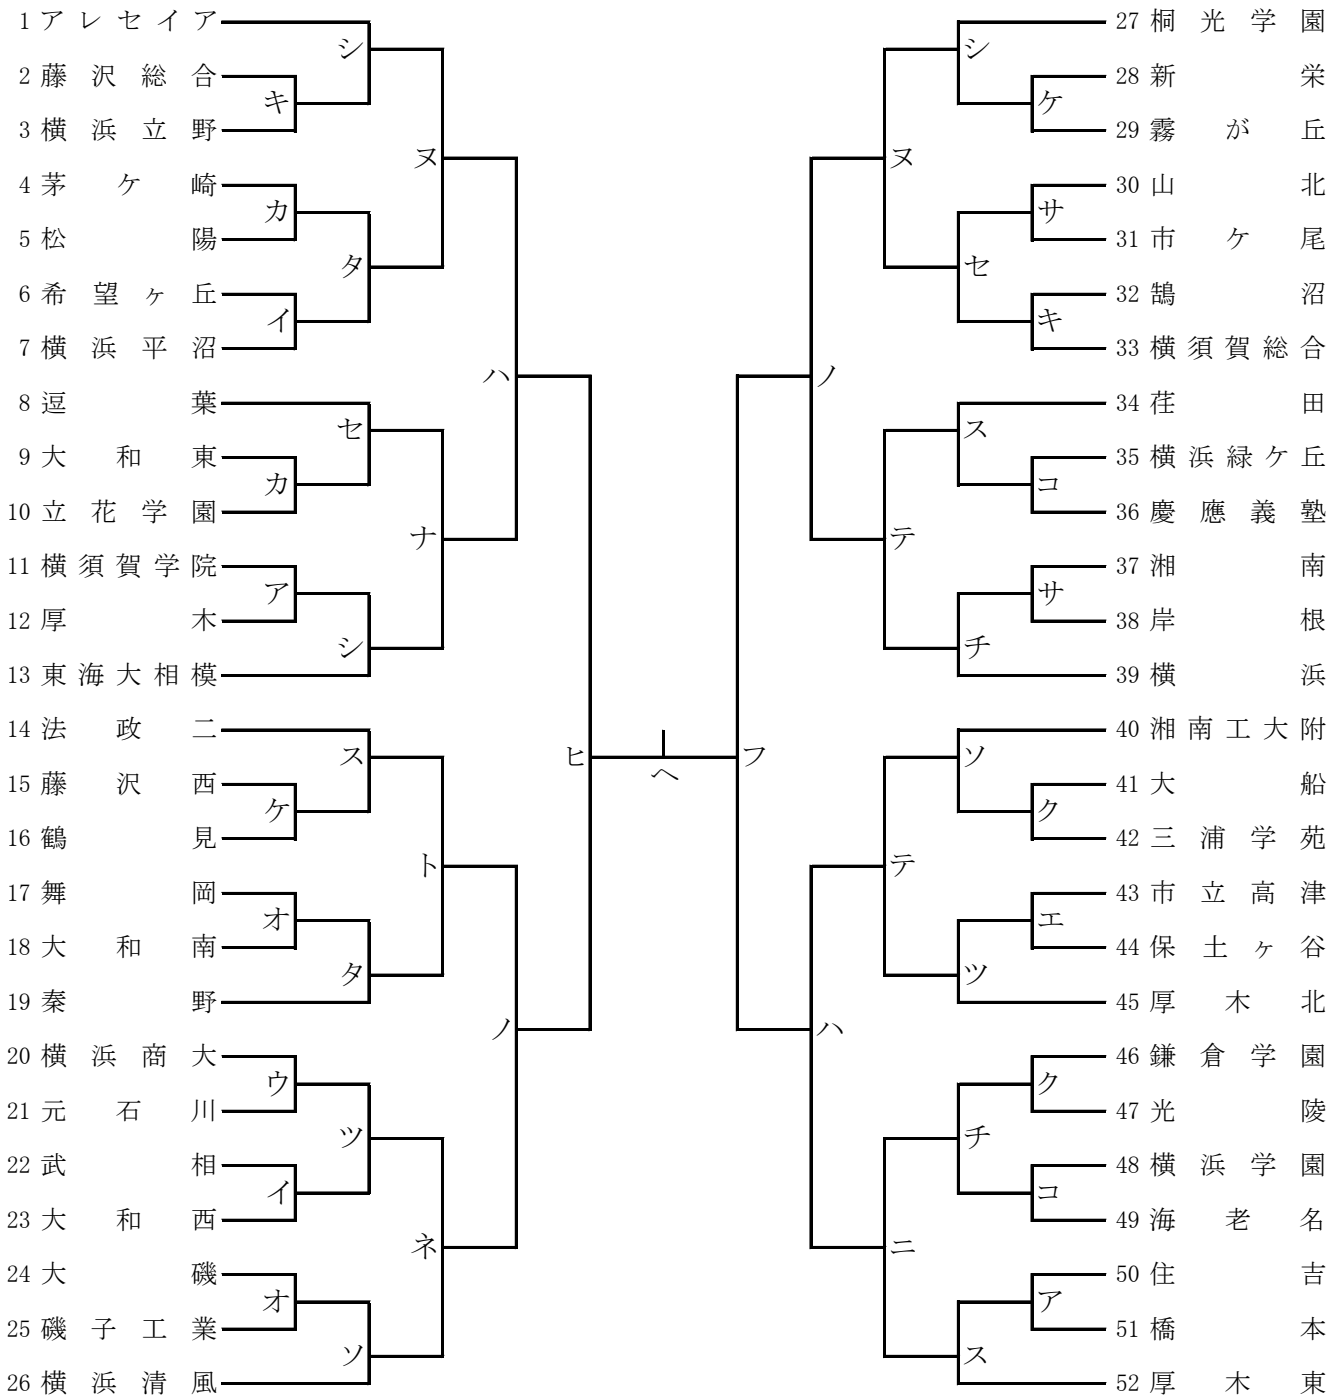 1 アレセイア
シ
2 藤沢総合
キ
3 横浜立野
ヌ
4 茅ケ崎
カ
5 松陽
タ
6 希望ヶ丘
イ
7 横浜平沼
ハ
8 逗葉
セ
9 大和東
カ
10 立花学園
ナ
11 横須賀学院
ア
12 厚木
シ
13 東海大相模
14 法政二
ス
ヒ
15 藤沢西
ケ
16 鶴見
ト
17 舞岡
オ
18 大和南
タ
19 秦野
ノ
20 横浜商大
ウ
21 元石川
ツ
22 武相
イ
23 大和西
ネ
24 大磯
オ
25 磯子工業
ソ
26 横浜清風
ヘ
27 桐光学園
シ
28 新栄
ケ
29 霧が丘
ヌ
30 山北
サ
31 市ケ尾
セ
32 鵠沼
キ
33 横須賀総合
ノ
34 荏田
ス
35 横浜緑ケ丘
コ
36 慶應義塾
テ
37 湘南
サ
38 岸根
チ
39 横浜
フ
40 湘南工大附
ソ
41 大船
ク
42 三浦学苑
テ
43 市立高津
エ
44 保土ヶ谷
ツ
45 厚木北
ハ
46 鎌倉学園
ク
47 光陵
チ
48 横浜学園
コ
49 海老名
ニ
50 住吉
ア
51 橋本
ス
52 厚木東